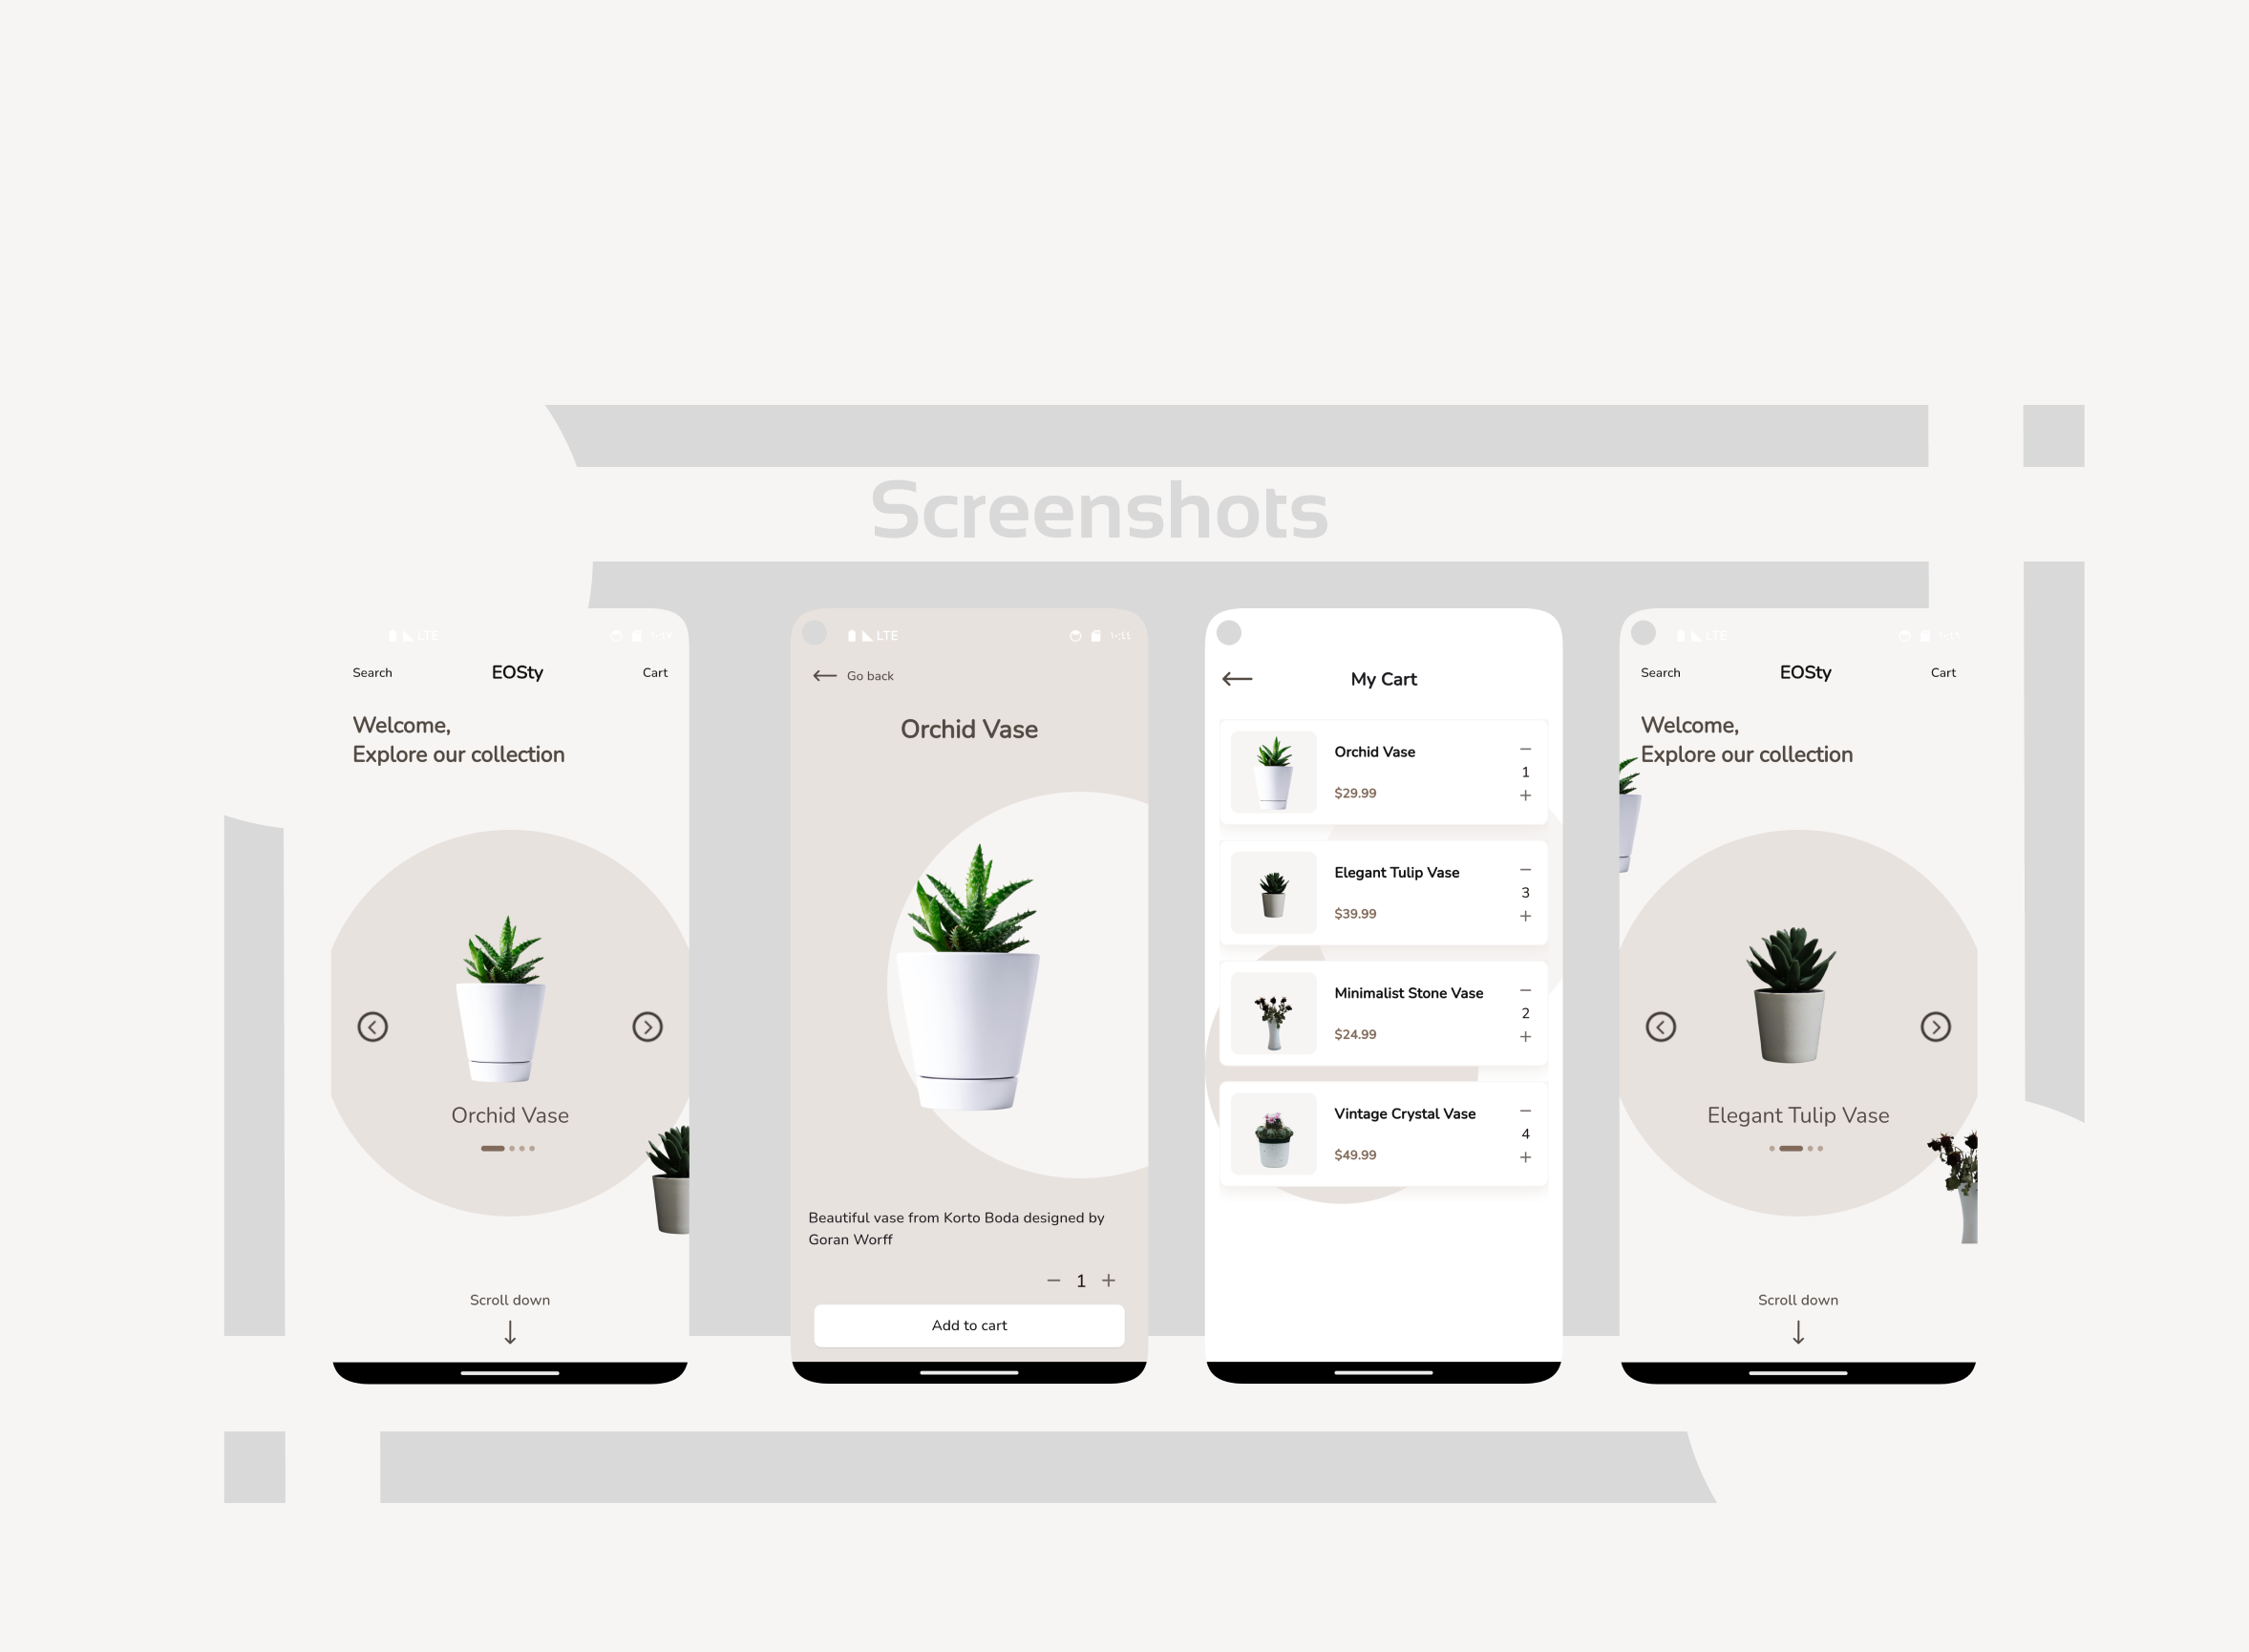 Screenshots
LTE
Search
EOSty
Cart
Welcome,
Explore our collection
Orchid Vase
Scroll down
LTE
١٠:٤٤
Go back
Orchid Vase
Beautiful vase from Korto Boda designed by
Goran Worff
1
Add to cart
My Cart
Orchid Vase
$29.99
1
Elegant Tulip Vase
$39.99
3
Minimalist Stone Vase
$24.99
2
Vintage Crystal Vase
$49.99
4
LTE
Search
EOSty
Cart
Welcome,
Explore our collection
Elegant Tulip Vase
Scroll down